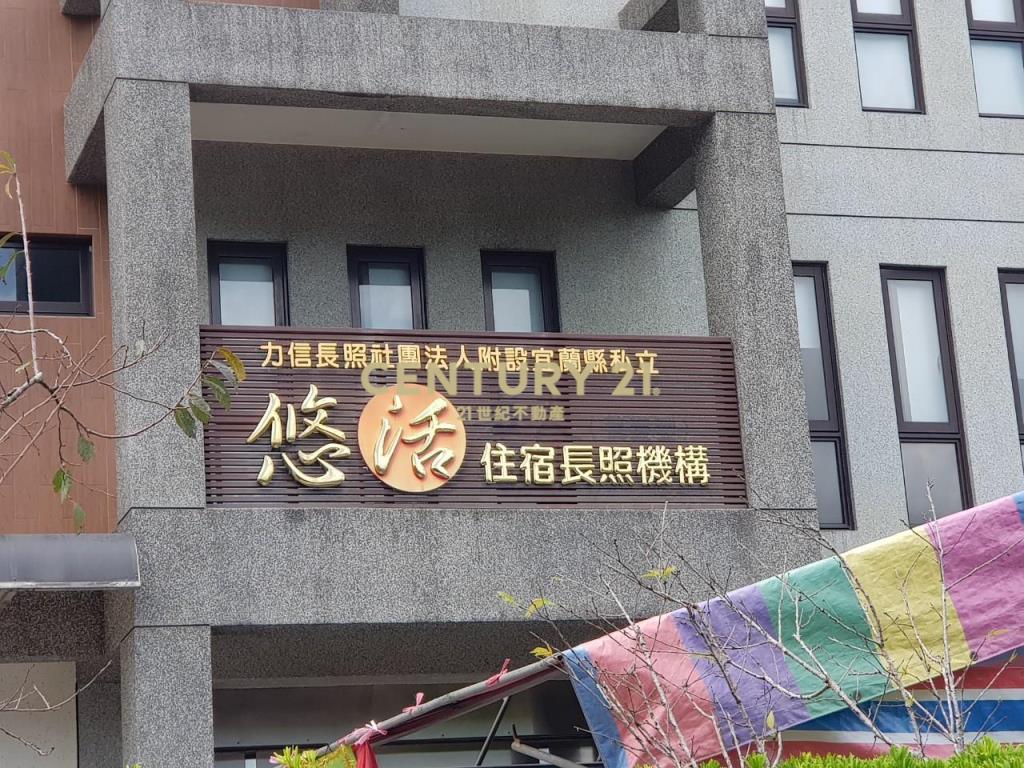 力信長照社團法人附設宜蘭縣私立
CENTURY 21.
21世紀不動產
悠活
住宿長照機構